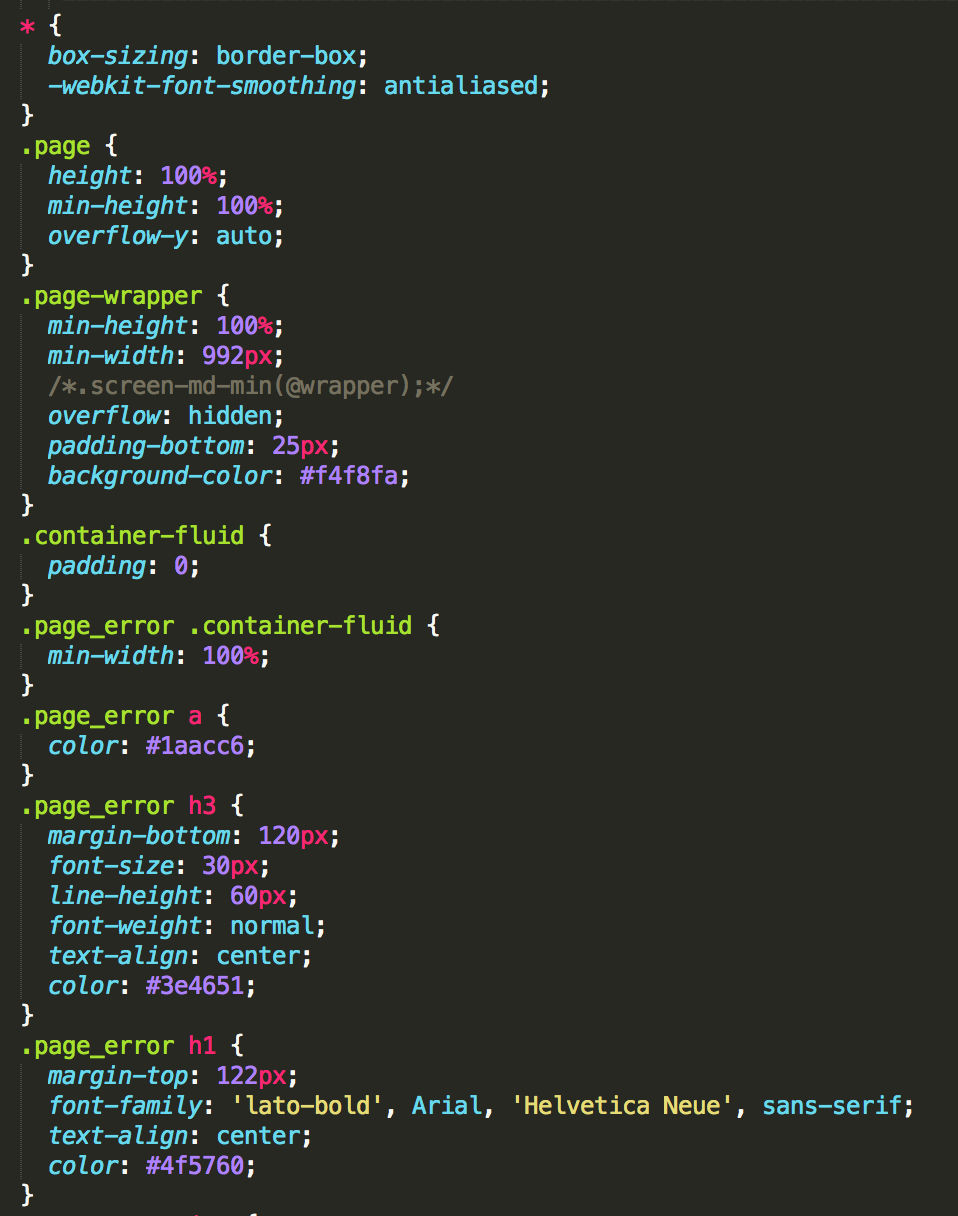 * {
  box-sizing: border-box;
  -webkit-font-smoothing: antialiased;
}
.page {
  height: 100%;
  min-height: 100%;
  overflow-y: auto;
}
.page-wrapper {
  min-height: 100%;
  min-width: 992px;
  /*.screen-md-min(@wrapper);*/
  overflow: hidden;
  padding-bottom: 25px;
  background-color: #f4f8fa;
}
.container-fluid {
  padding: 0;
}
.page_error .container-fluid {
  min-width: 100%;
}
.page_error a {
  color: #1aacc6;
}
.page_error h3 {
  margin-bottom: 120px;
  font-size: 30px;
  line-height: 60px;
  font-weight: normal;
  text-align: center;
  color: #3e4651;
}
.page_error h1 {
  margin-top: 122px;
  font-family: 'lato-bold', Arial, 'Helvetica Neue', sans-serif;
  text-align: center;
  color: #4f5760;
}